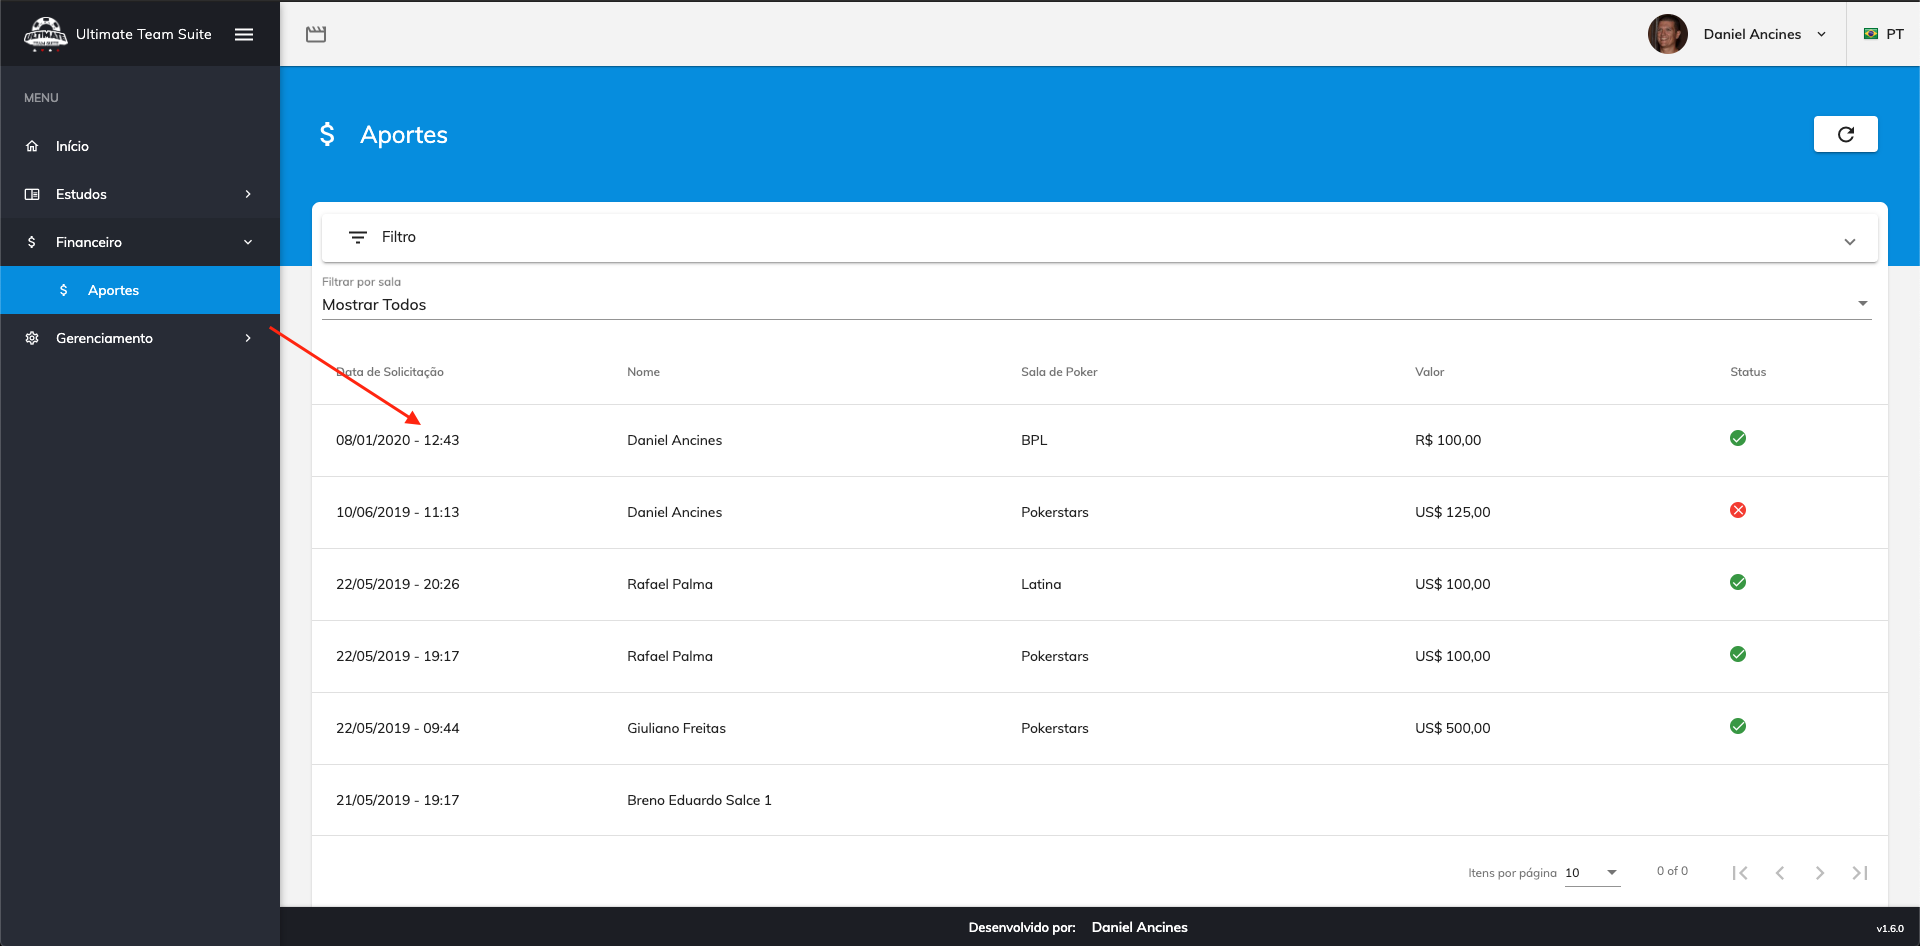 ULTIMATE
TEAM SUITE
Ultimate Team Suite
Daniel Ancines
PT
MENU
Início
Estudos
Financeiro
Aportes
Gerenciamento
Aportes
Filtro
Filtrar por sala
Mostrar Todos
Data de Solicitação Nome Sala de Poker Valor Status
08/01/2020 - 12:43 Daniel Ancines BPL R$ 100,00
10/06/2019 - 11:13 Daniel Ancines Pokerstars US$ 125,00
22/05/2019 - 20:26 Rafael Palma Latina US$ 100,00
22/05/2019 - 19:17 Rafael Palma Pokerstars US$ 100,00
22/05/2019 - 09:44 Giuliano Freitas Pokerstars US$ 500,00
21/05/2019 - 19:17 Breno Eduardo Salce 1
Itens por página 10 0 of 0
Desenvolvido por: Daniel Ancines
v1.6.0